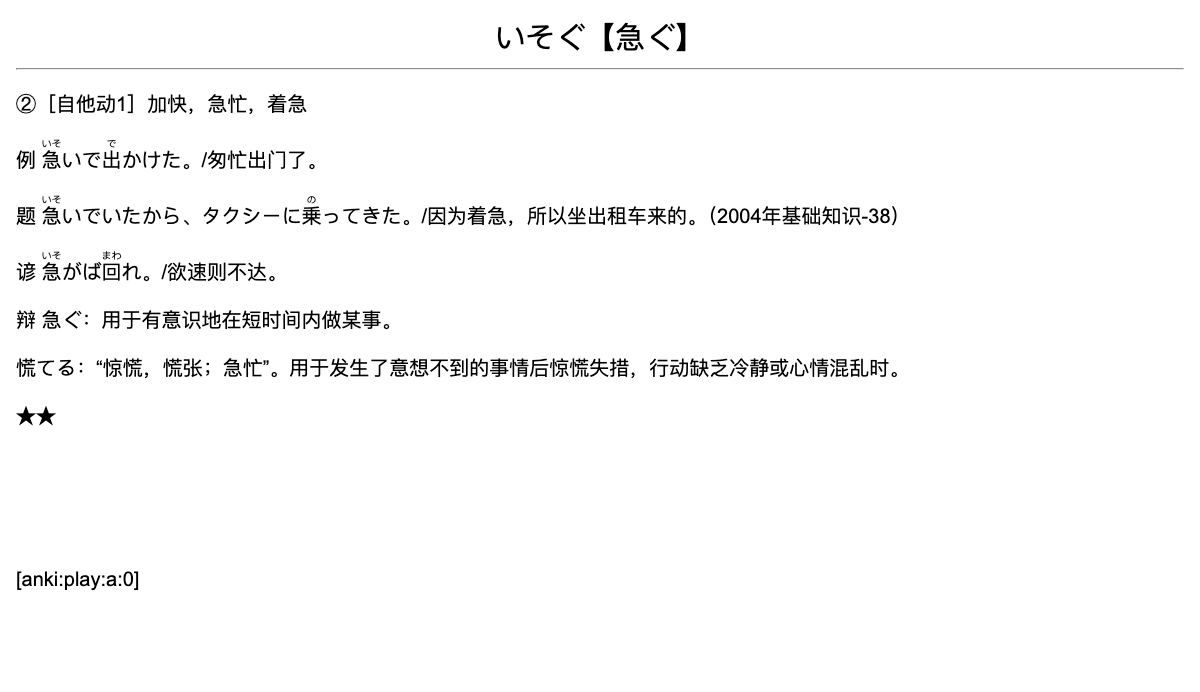 いそぐ【急ぐ】
②［自他动1］加快，急忙，着急
例 急いで出かけた。/匆忙出门了。
题 急いでいたから、タクシーに乗ってきた。/因为着急，所以坐出租车来的。（2004年基础知识-38）
谚 急がば回れ。/欲速则不达。
辩 急ぐ：用于有意识地在短时间内做某事。
慌てる：“惊慌，慌张；急忙”。用于发生了意想不到的事情后惊慌失措，行动缺乏冷静或心情混乱时。
★★
[anki:play:a:0]